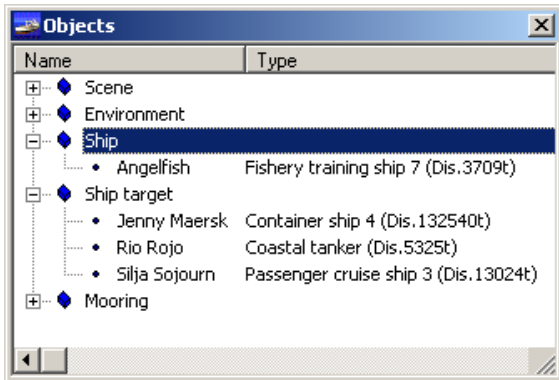 Objects
Name Type
Scene
Environment
Ship
Angelfish Fishery training ship 7 (Dis.3709t)
Ship target
Jenny Maersk Container ship 4 (Dis.132540t)
Rio Rojo Coastal tanker (Dis.5325t)
Silja Sojourn Passenger cruise ship 3 (Dis.13024t)
Mooring